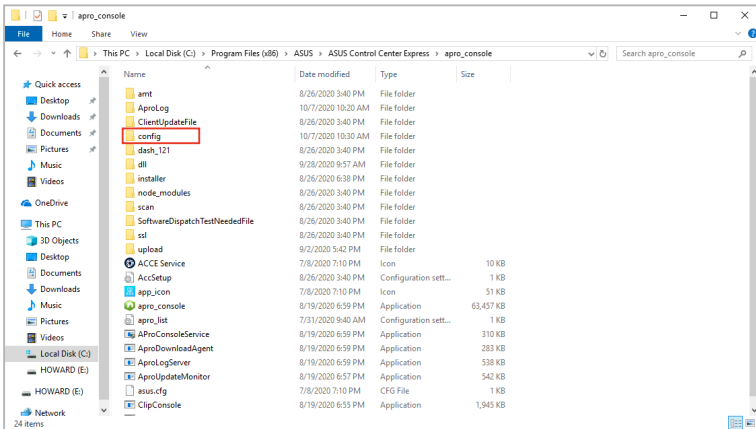 apro_console
File Home Share View
This PC > Local Disk (C:) > Program Files (x86) > ASUS > ASUS Control Center Express > apro_console Search apro_console
Name Date modified Type Size
Quick access
Desktop
Downloads
Documents
Pictures
Music
Videos
OneDrive
This PC
3D Objects
Desktop
Documents
Downloads
Music
Pictures
Videos
Local Disk (C:)
HOWARD (E:)
HOWARD (E:)
Network
amt 8/26/2020 3:40 PM File folder
AproLog 10/7/2020 10:20 AM File folder
ClientUpdateFile 8/26/2020 3:40 PM File folder
config 10/7/2020 10:30 AM File folder
dash_121 8/26/2020 3:40 PM File folder
dll 9/28/2020 9:57 AM File folder
installer 8/26/2020 6:38 PM File folder
node_modules 8/26/2020 3:40 PM File folder
scan 8/26/2020 3:40 PM File folder
SoftwareDispatchTestNeededFile 8/26/2020 3:40 PM File folder
ssl 8/26/2020 3:40 PM File folder
upload 9/2/2020 5:42 PM File folder
ACCE Service 7/8/2020 7:10 PM Icon 10 KB
AccSetup 8/26/2020 3:40 PM Configuration sett... 1 KB
app_icon 7/8/2020 7:10 PM Icon 51 KB
apro_console 8/19/2020 6:59 PM Application 63,457 KB
apro_list 7/31/2020 9:40 AM Configuration sett... 1 KB
AProConsoleService 8/19/2020 6:59 PM Application 310 KB
AproDownloadAgent 8/19/2020 6:59 PM Application 283 KB
AproLogServer 8/19/2020 6:59 PM Application 538 KB
AproUpdateMonitor 8/19/2020 6:57 PM Application 542 KB
asus.cfg 7/8/2020 7:10 PM CFG File 1 KB
ClipConsole 8/19/2020 6:55 PM Application 1,945 KB
24 items